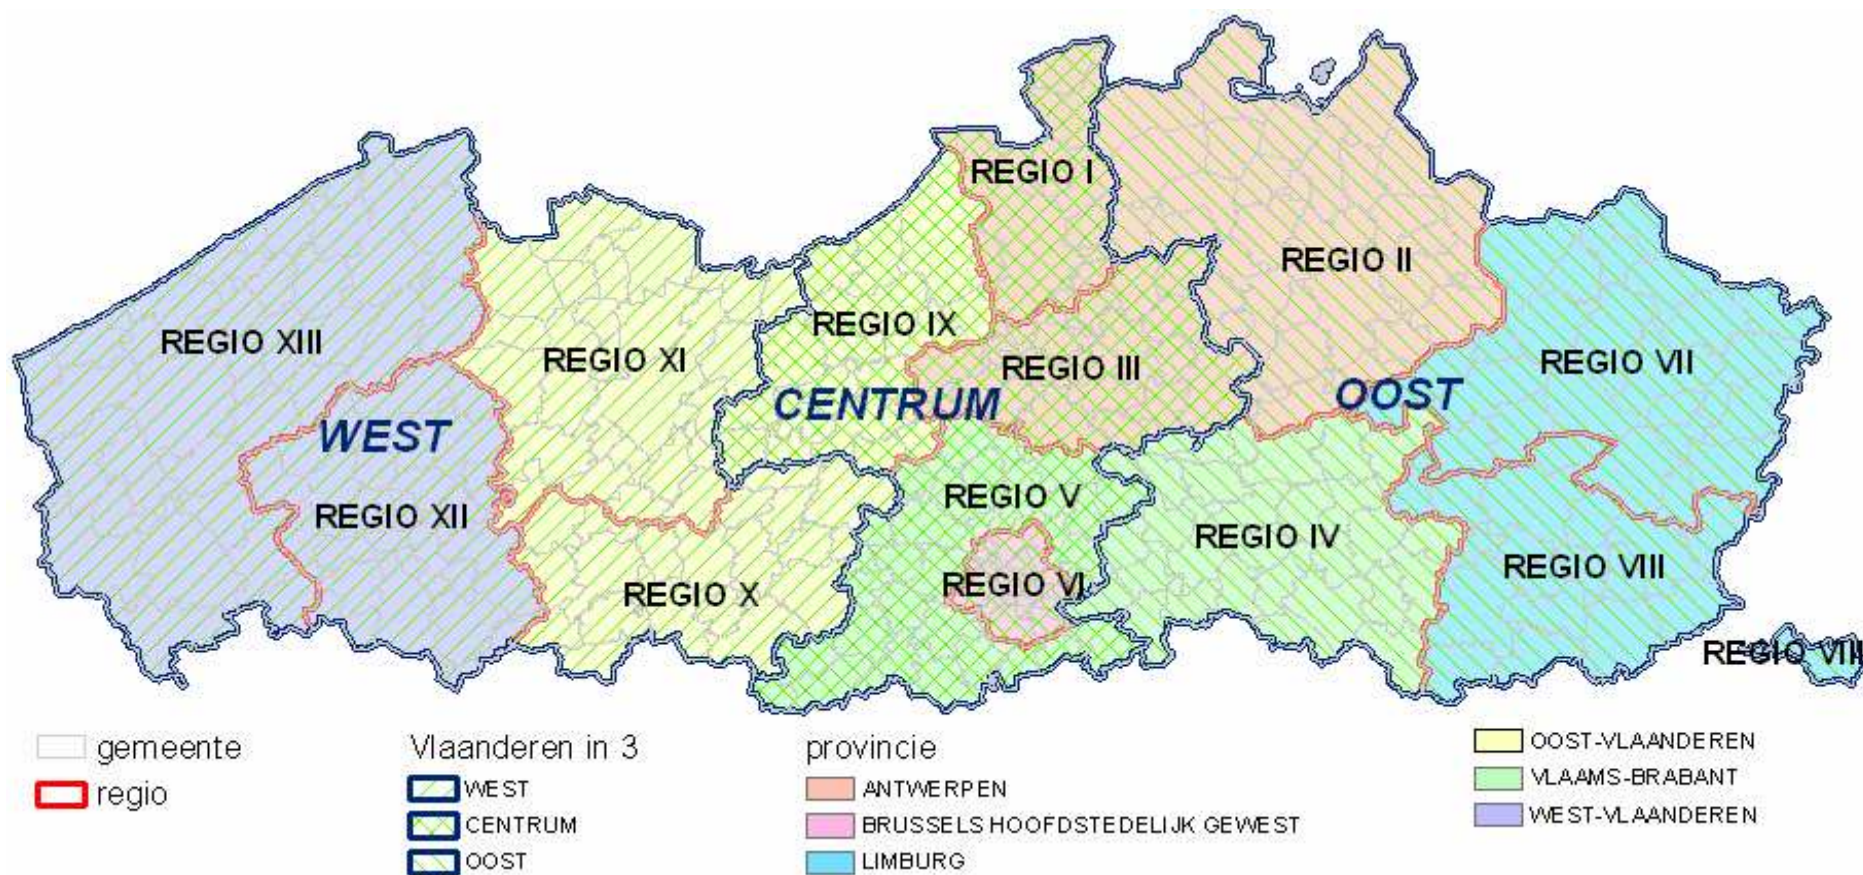 REGIO I
REGIO II
REGIO IX
REGIO XIII
REGIO XI
REGIO III
REGIO VII
CENTRUM
OOST
WEST
REGIO V
REGIO XII
REGIO IV
REGIO VIII
REGIO X
REGIO VI
REGIO VIII
gemeente
regio
Vlaanderen in 3
WEST
CENTRUM
OOST
provincie
ANTWERPEN
BRUSSELS HOOFDSTEDELIJK GEWEST
LIMBURG
OOST-VLAANDEREN
VLAAMS-BRABANT
WEST-VLAANDEREN